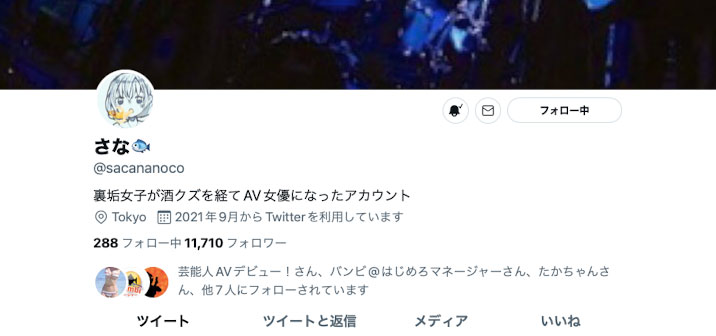 フォロー中
さな🐟
@sacananoco
裏垢女子が酒クズを経てAV女優になったアカウント
Tokyo 2021年9月からTwitterを利用しています
288 フォロー中 11,710 フォロワー
芸能人AVデビュー！さん、バンビ@はじめろマネージャーさん、たかちゃんさ
ん、他7人にフォローされています
ツイート ツイートと返信 メディア いいね